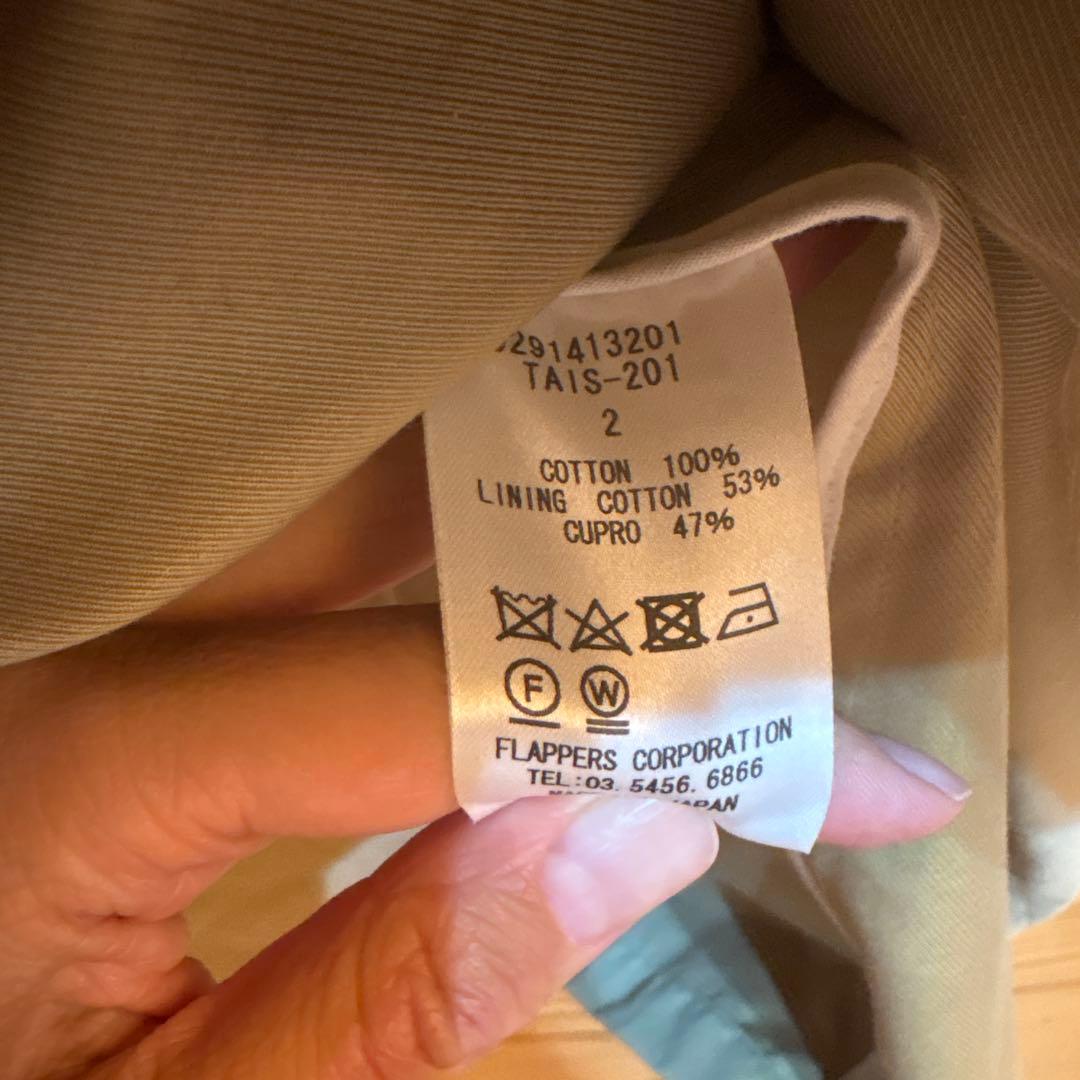 291413201
TAIS-201
2
COTTON 100%
LINING COTTON 53%
CUPRO 47%
F W
FLAPPERS CORPORATION
TEL:03. 5456. 6866